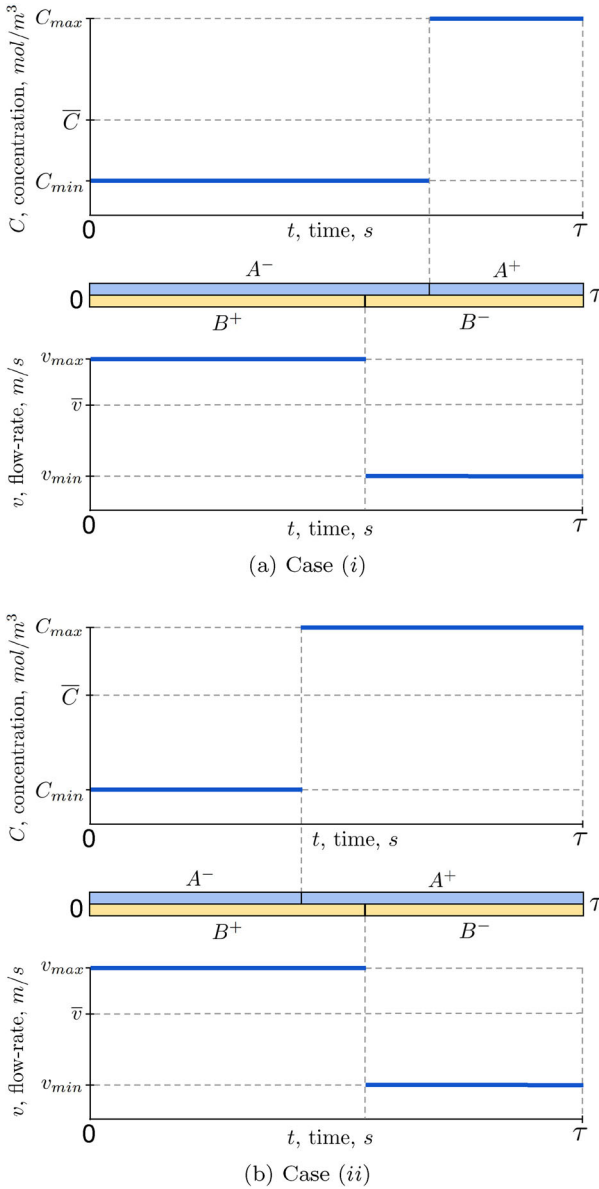 C_max
C̅
C_min
C, concentration, mol/m³
0
t, time, s
τ
A⁻
A⁺
0
τ
B⁺
B⁻
v_max
v̅
v_min
v, flow-rate, m/s
0
t, time, s
τ
(a) Case (i)
C_max
C̅
C_min
C, concentration, mol/m³
0
t, time, s
τ
A⁻
A⁺
0
τ
B⁺
B⁻
v_max
v̅
v_min
v, flow-rate, m/s
0
t, time, s
τ
(b) Case (ii)